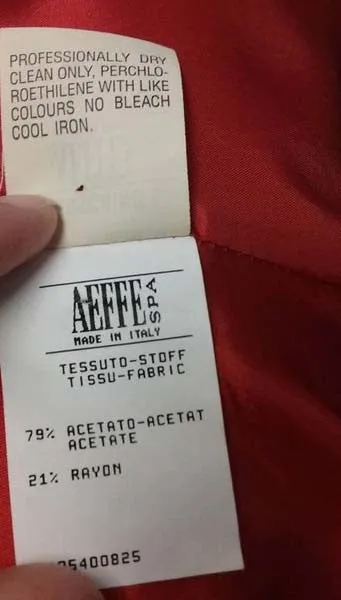 PROFESSIONALLY DRY
CLEAN ONLY, PERCHLO-
ROETHILENE WITH LIKE
COLOURS NO BLEACH
COOL IRON.
AEFFE SPA
MADE IN ITALY
TESSUTO-STOFF
TISSU-FABRIC
79% ACETATO-ACETAT
ACETATE
21% RAYON
5400825